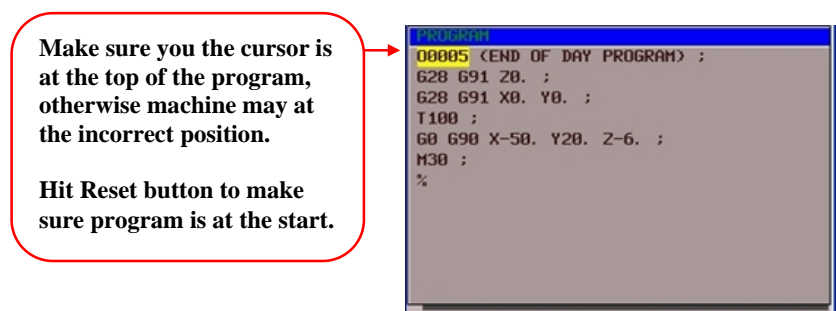 Make sure you the cursor is
at the top of the program,
otherwise machine may at
the incorrect position.
Hit Reset button to make
sure program is at the start.
PROGRAM
O0005 (END OF DAY PROGRAM) ;
G28 G91 Z0. ;
G28 G91 X0. Y0. ;
T100 ;
G0 G90 X-50. Y20. Z-6. ;
M30 ;
%